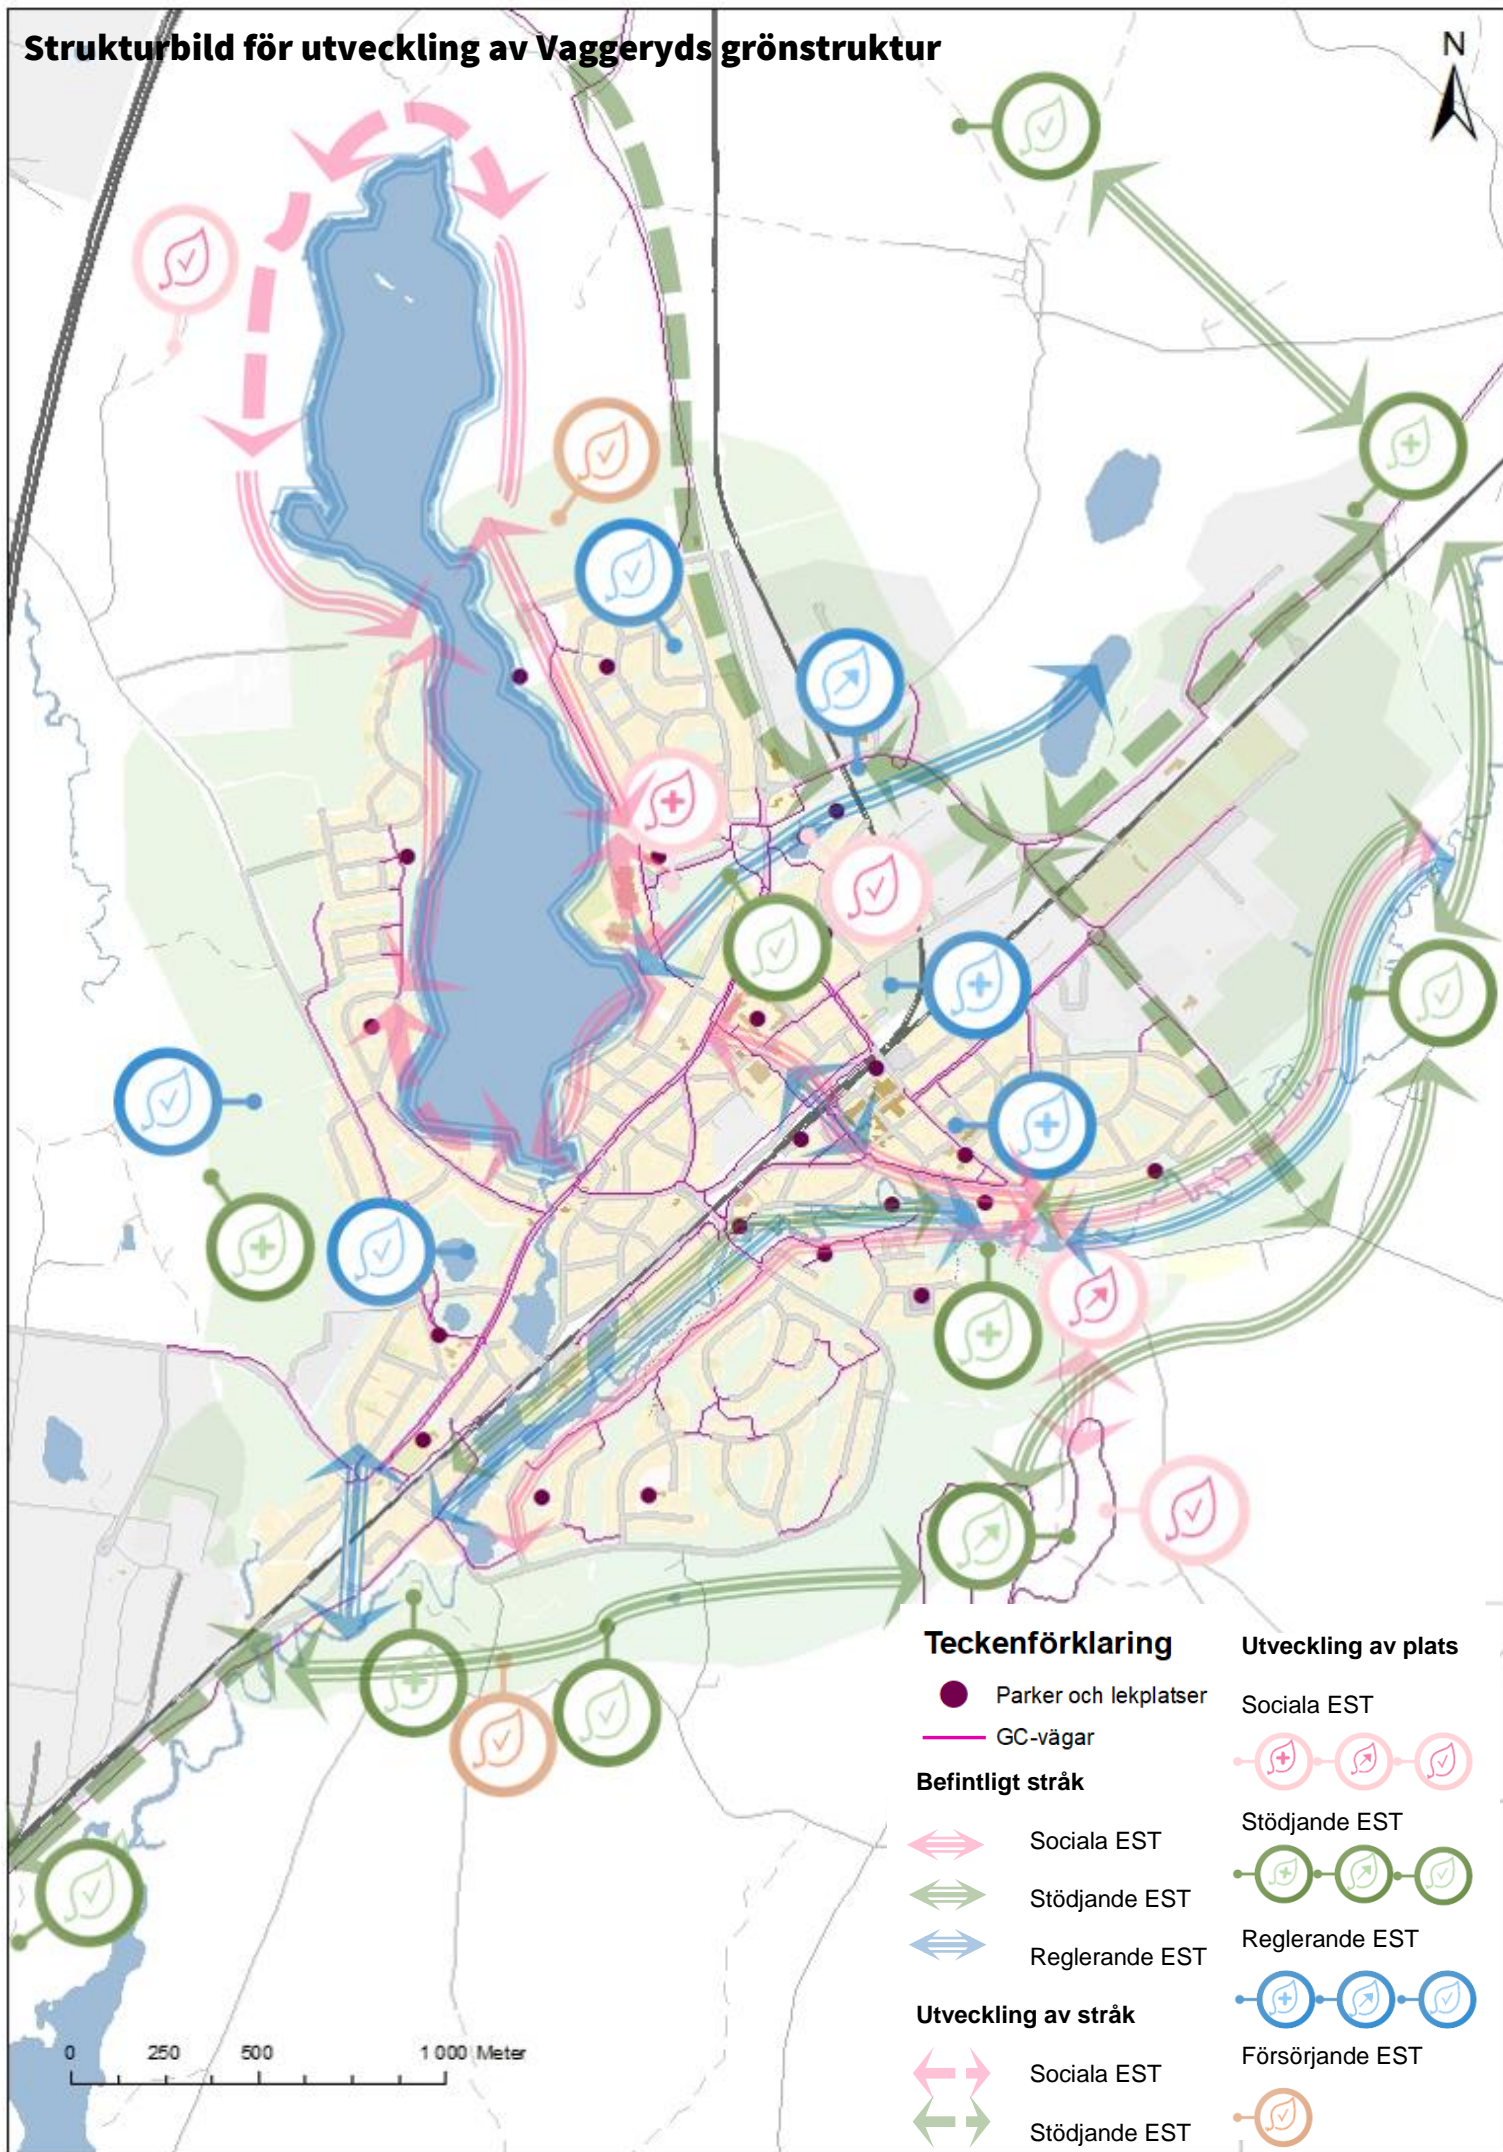 Strukturbild för utveckling av Vaggeryds grönstruktur
N
Teckenförklaring
Parker och lekplatser
GC-vägar
Befintligt stråk
Sociala EST
Stödjande EST
Reglerande EST
Utveckling av stråk
Sociala EST
Stödjande EST
Utveckling av plats
Sociala EST
Stödjande EST
Reglerande EST
Försörjande EST
0 250 500 1 000 Meter